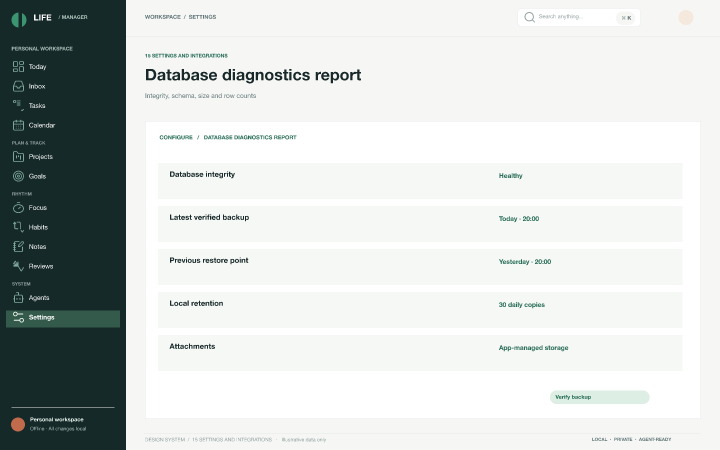 LIFE / MANAGER
PERSONAL WORKSPACE
Today
Inbox
Tasks
Calendar
PLAN & TRACK
Projects
Goals
RHYTHM
Focus
Habits
Notes
Reviews
SYSTEM
Agents
Settings
Personal workspace
Offline · All changes local
WORKSPACE / SETTINGS
Search anything...
⌘ K
15 SETTINGS AND INTEGRATIONS
Database diagnostics report
Integrity, schema, size and row counts
CONFIGURE / DATABASE DIAGNOSTICS REPORT
Database integrity Healthy
Latest verified backup Today · 20:00
Previous restore point Yesterday · 20:00
Local retention 30 daily copies
Attachments App-managed storage
Verify backup
DESIGN SYSTEM / 15 SETTINGS AND INTEGRATIONS · Illustrative data only
LOCAL · PRIVATE · AGENT-READY